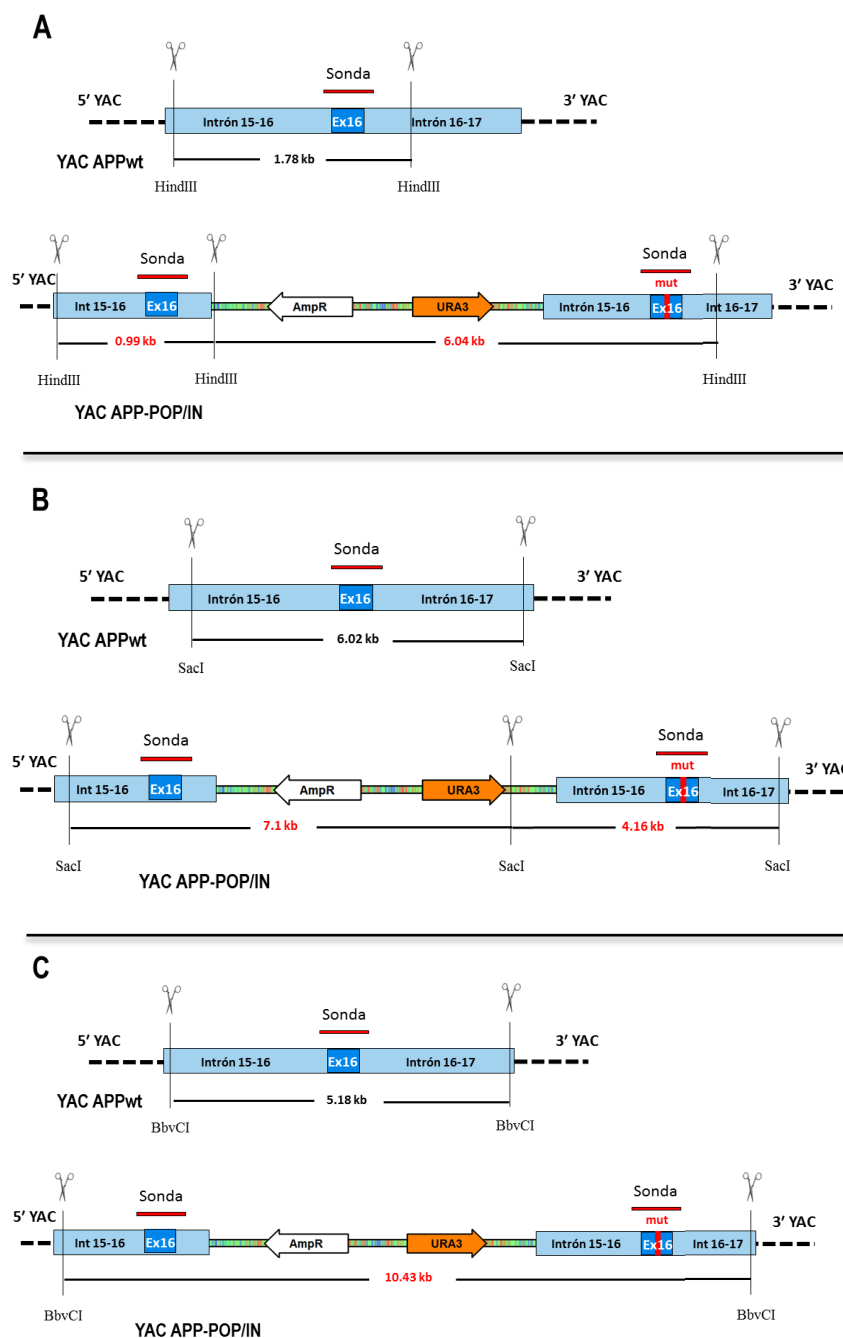 A
Sonda
5' YAC
3' YAC
Intrón 15-16
Ex16
Intrón 16-17
1.78 kb
YAC APPwt
HindIII
HindIII
Sonda
Sonda
5' YAC
mut
3' YAC
Int 15-16
Ex16
AmpR
URA3
Intrón 15-16
Ex16
Int 16-17
0.99 kb
6.04 kb
HindIII
HindIII
HindIII
YAC APP-POP/IN
B
Sonda
5' YAC
3' YAC
Intrón 15-16
Ex16
Intrón 16-17
YAC APPwt
6.02 kb
SacI
SacI
Sonda
Sonda
5' YAC
mut
3' YAC
Int 15-16
Ex16
AmpR
URA3
Intrón 15-16
Ex16
Int 16-17
7.1 kb
4.16 kb
SacI
SacI
SacI
YAC APP-POP/IN
C
Sonda
5' YAC
3' YAC
Intrón 15-16
Ex16
Intrón 16-17
YAC APPwt
5.18 kb
BbvCI
BbvCI
Sonda
Sonda
5' YAC
mut
3' YAC
Int 15-16
Ex16
AmpR
URA3
Intrón 15-16
Ex16
Int 16-17
10.43 kb
BbvCI
BbvCI
YAC APP-POP/IN